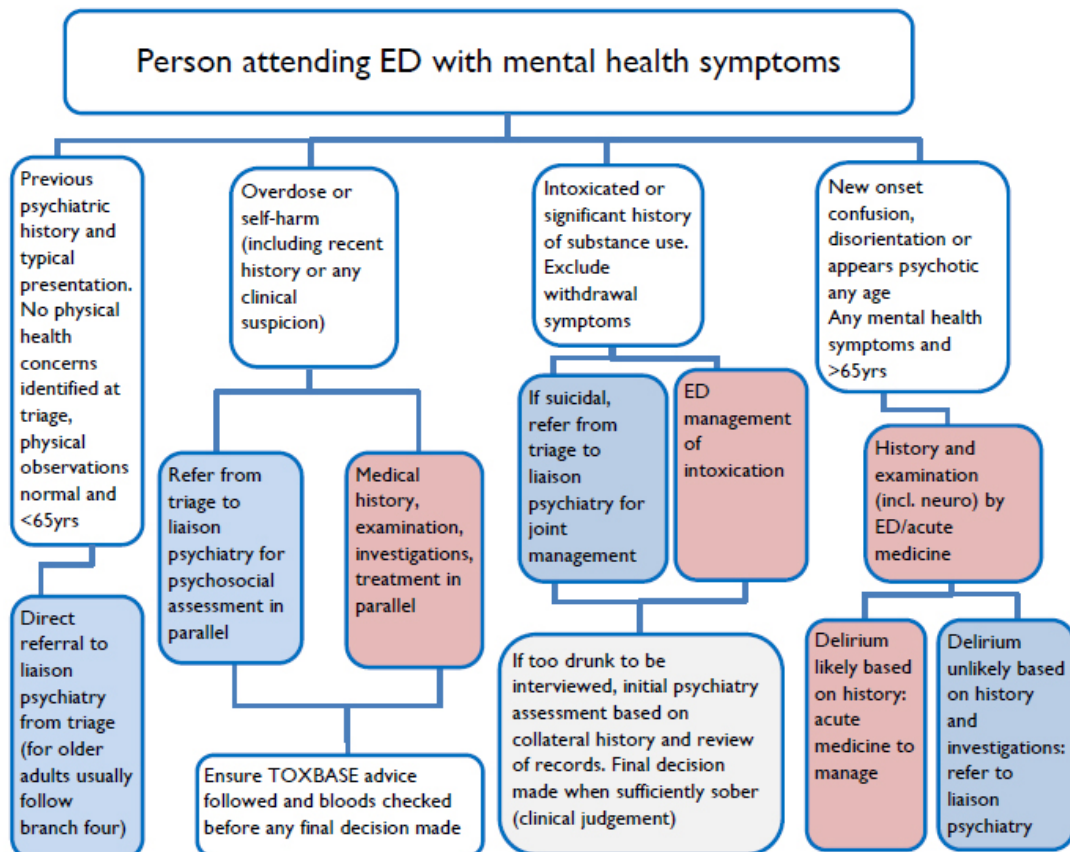 Person attending ED with mental health symptoms
Previous
psychiatric
history and
typical
presentation.
No physical
health
concerns
identified at
triage,
physical
observations
normal and
<65yrs
Direct
referral to
liaison
psychiatry
from triage
(for older
adults usually
follow
branch four)
Overdose or
self-harm
(including recent
history or any
clinical
suspicion)
Refer from
triage to
liaison
psychiatry for
psychosocial
assessment in
parallel
Medical
history,
examination,
investigations,
treatment in
parallel
Ensure TOXBASE advice
followed and bloods checked
before any final decision made
Intoxicated or
significant history
of substance use.
Exclude
withdrawal
symptoms
If suicidal,
refer from
triage to
liaison
psychiatry for
joint
management
ED
management
of
intoxication
If too drunk to be
interviewed, initial psychiatry
assessment based on
collateral history and review
of records. Final decision
made when sufficiently sober
(clinical judgement)
New onset
confusion,
disorientation or
appears psychotic
any age
Any mental health
symptoms and
>65yrs
History and
examination
(incl. neuro) by
ED/acute
medicine
Delirium
likely based
on history:
acute
medicine to
manage
Delirium
unlikely based
on history
and
investigations:
refer to
liaison
psychiatry